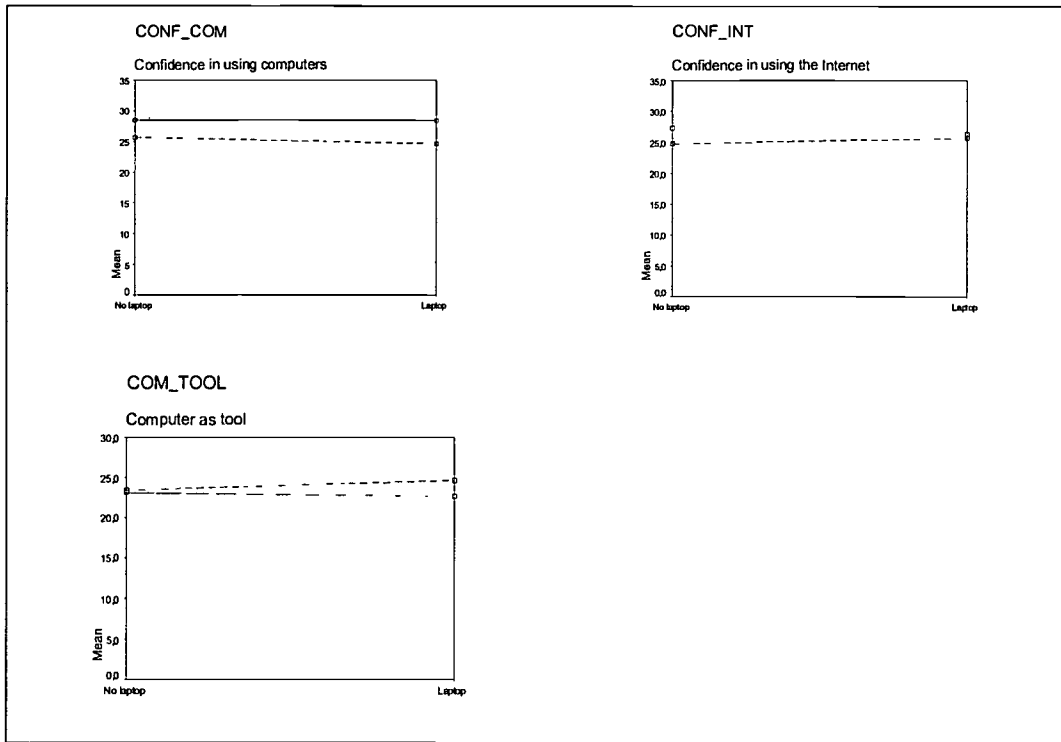 CONF_COM
Confidence in using computers
35
30
25
20
15
10
5
0
Mean
No laptop
Laptop
CONF_INT
Confidence in using the Internet
35,0
30,0
25,0
20,0
15,0
10,0
5,0
0,0
Mean
No laptop
Laptop
COM_TOOL
Computer as tool
30,0
25,0
20,0
15,0
10,0
5,0
0,0
Mean
No laptop
Laptop